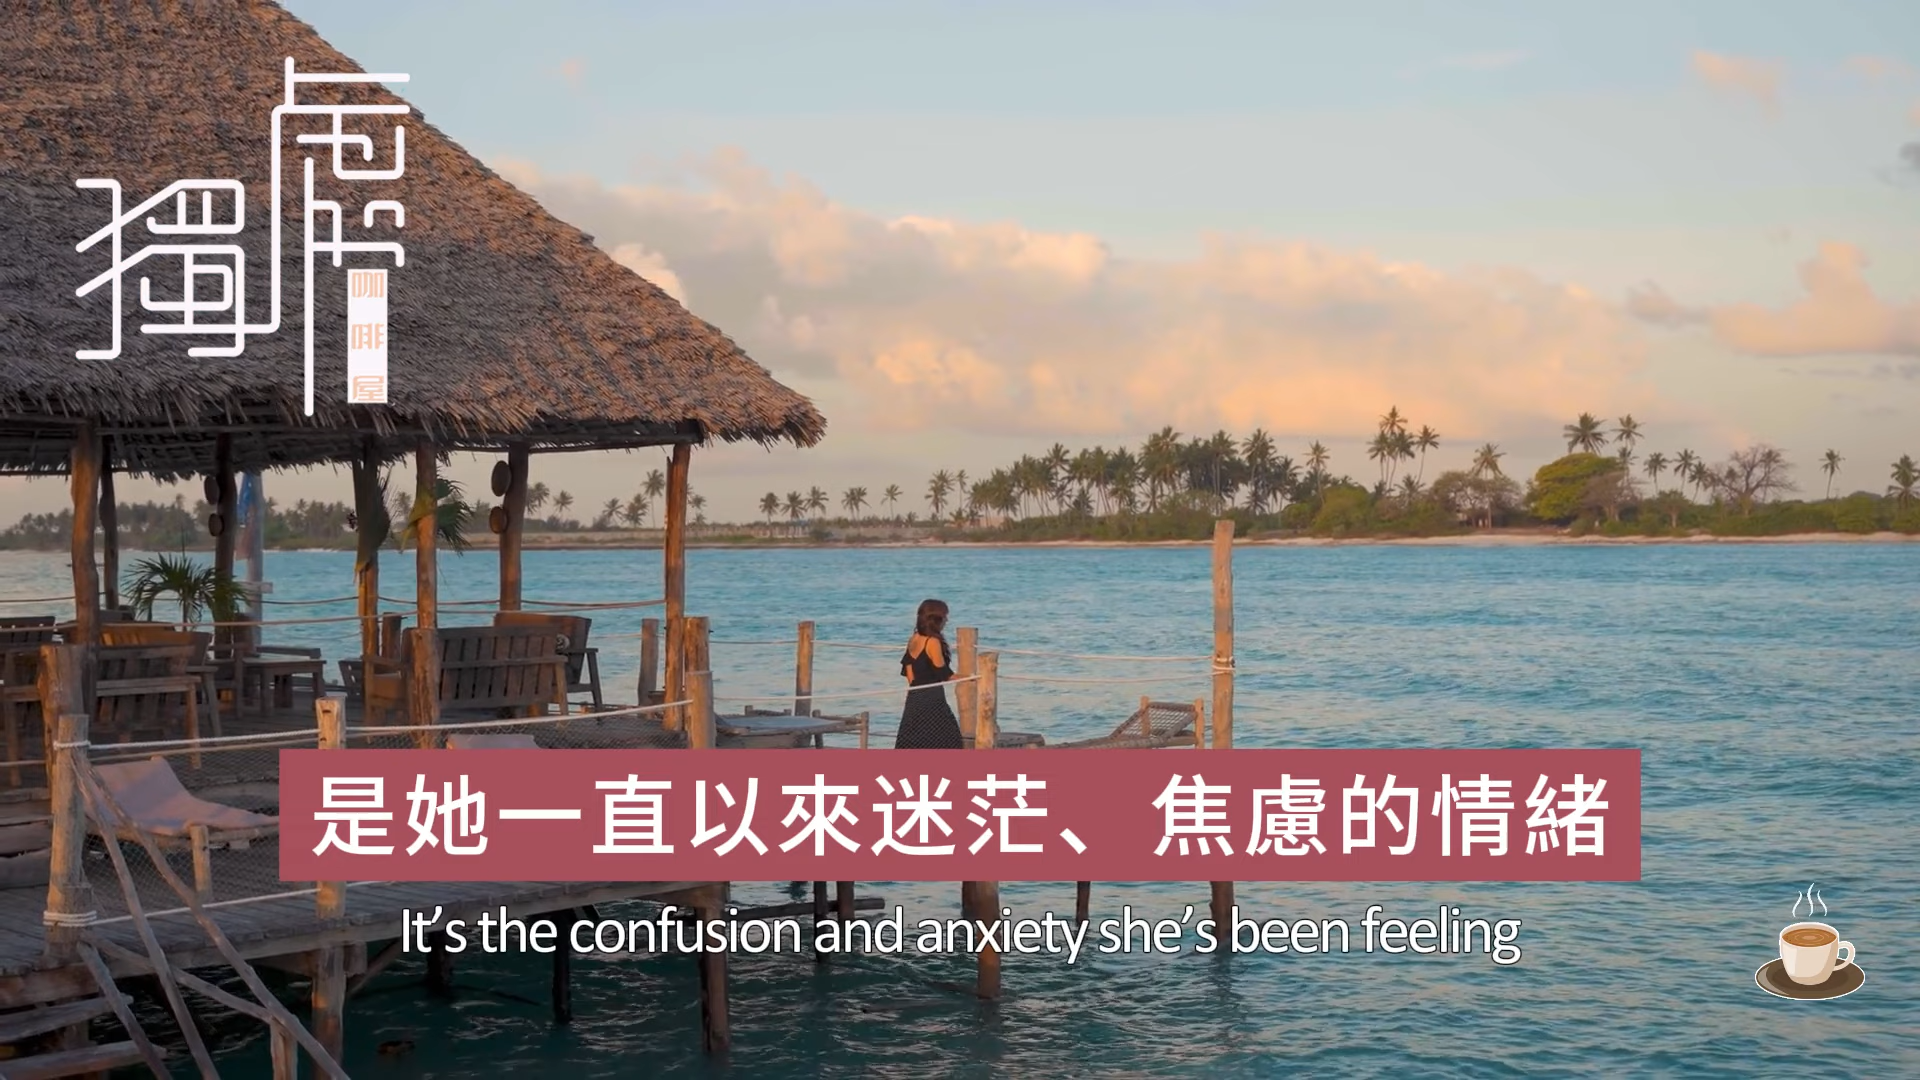 獨處
咖啡屋
是她一直以來迷茫、焦慮的情緒
It's the confusion and anxiety she's been feeling